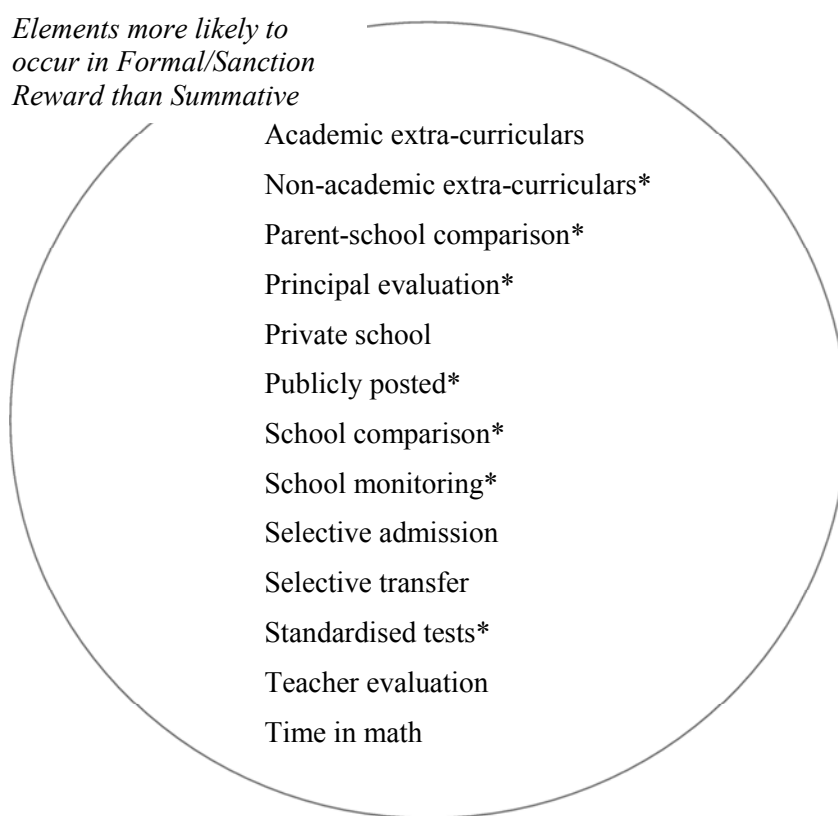 Elements more likely to
occur in Formal/Sanction
Reward than Summative
Academic extra-curriculars
Non-academic extra-curriculars*
Parent-school comparison*
Principal evaluation*
Private school
Publicly posted*
School comparison*
School monitoring*
Selective admission
Selective transfer
Standardised tests*
Teacher evaluation
Time in math